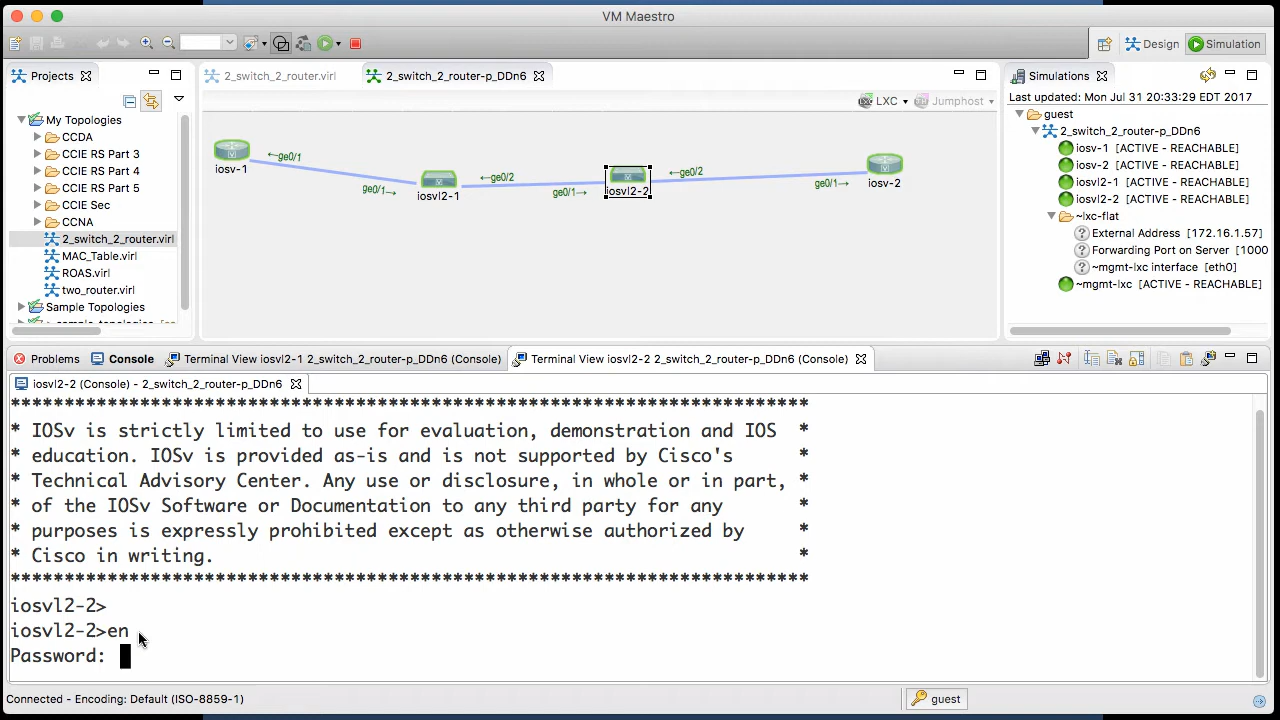 VM Maestro
Design
Simulation
Projects
2_switch_2_router.virl
2_switch_2_router-p_DDn6
Simulations
LXC
Jumphost
Last updated: Mon Jul 31 20:33:29 EDT 2017
My Topologies
CCDA
CCIE RS Part 3
CCIE RS Part 4
CCIE RS Part 5
CCIE Sec
CCNA
2_switch_2_router.virl
MAC_Table.virl
ROAS.virl
two_router.virl
Sample Topologies
iosv-1
←ge0/1
ge0/1→
iosvl2-1
←ge0/2
ge0/1→
iosvl2-2
←ge0/2
ge0/1→
iosv-2
guest
2_switch_2_router-p_DDn6
iosv-1 [ACTIVE - REACHABLE]
iosv-2 [ACTIVE - REACHABLE]
iosvl2-1 [ACTIVE - REACHABLE]
iosvl2-2 [ACTIVE - REACHABLE]
~lxc-flat
External Address [172.16.1.57]
Forwarding Port on Server [1000
~mgmt-lxc interface [eth0]
~mgmt-lxc [ACTIVE - REACHABLE]
Problems
Console
Terminal View iosvl2-1 2_switch_2_router-p_DDn6 (Console)
Terminal View iosvl2-2 2_switch_2_router-p_DDn6 (Console)
iosvl2-2 (Console) - 2_switch_2_router-p_DDn6
**************************************************************************
* IOSv is strictly limited to use for evaluation, demonstration and IOS *
* education. IOSv is provided as-is and is not supported by Cisco's *
* Technical Advisory Center. Any use or disclosure, in whole or in part, *
* of the IOSv Software or Documentation to any third party for any *
* purposes is expressly prohibited except as otherwise authorized by *
* Cisco in writing. *
**************************************************************************
iosvl2-2>
iosvl2-2>en
Password:
Connected - Encoding: Default (ISO-8859-1)
guest